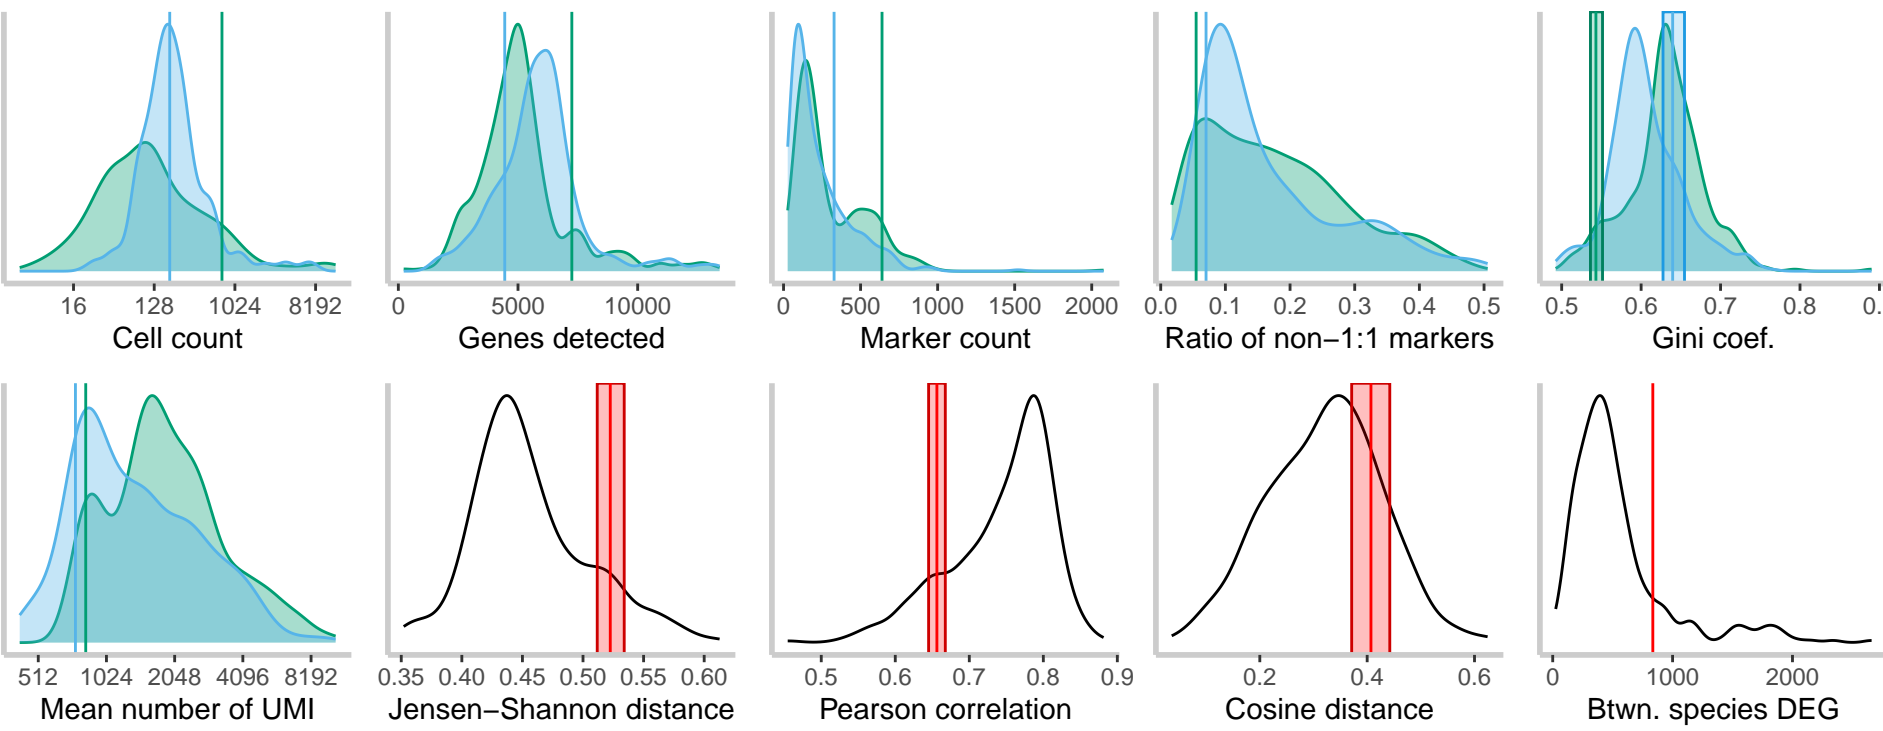 16 128 1024 8192
Cell count
0 5000 10000
Genes detected
0 500 1000 1500 2000
Marker count
0.0 0.1 0.2 0.3 0.4 0.5
Ratio of non−1:1 markers
0.5 0.6 0.7 0.8 0.
Gini coef.
512 1024 2048 4096 8192
Mean number of UMI
0.35 0.40 0.45 0.50 0.55 0.60
Jensen−Shannon distance
0.5 0.6 0.7 0.8 0.9
Pearson correlation
0.2 0.4 0.6
Cosine distance
0 1000 2000
Btwn. species DEG